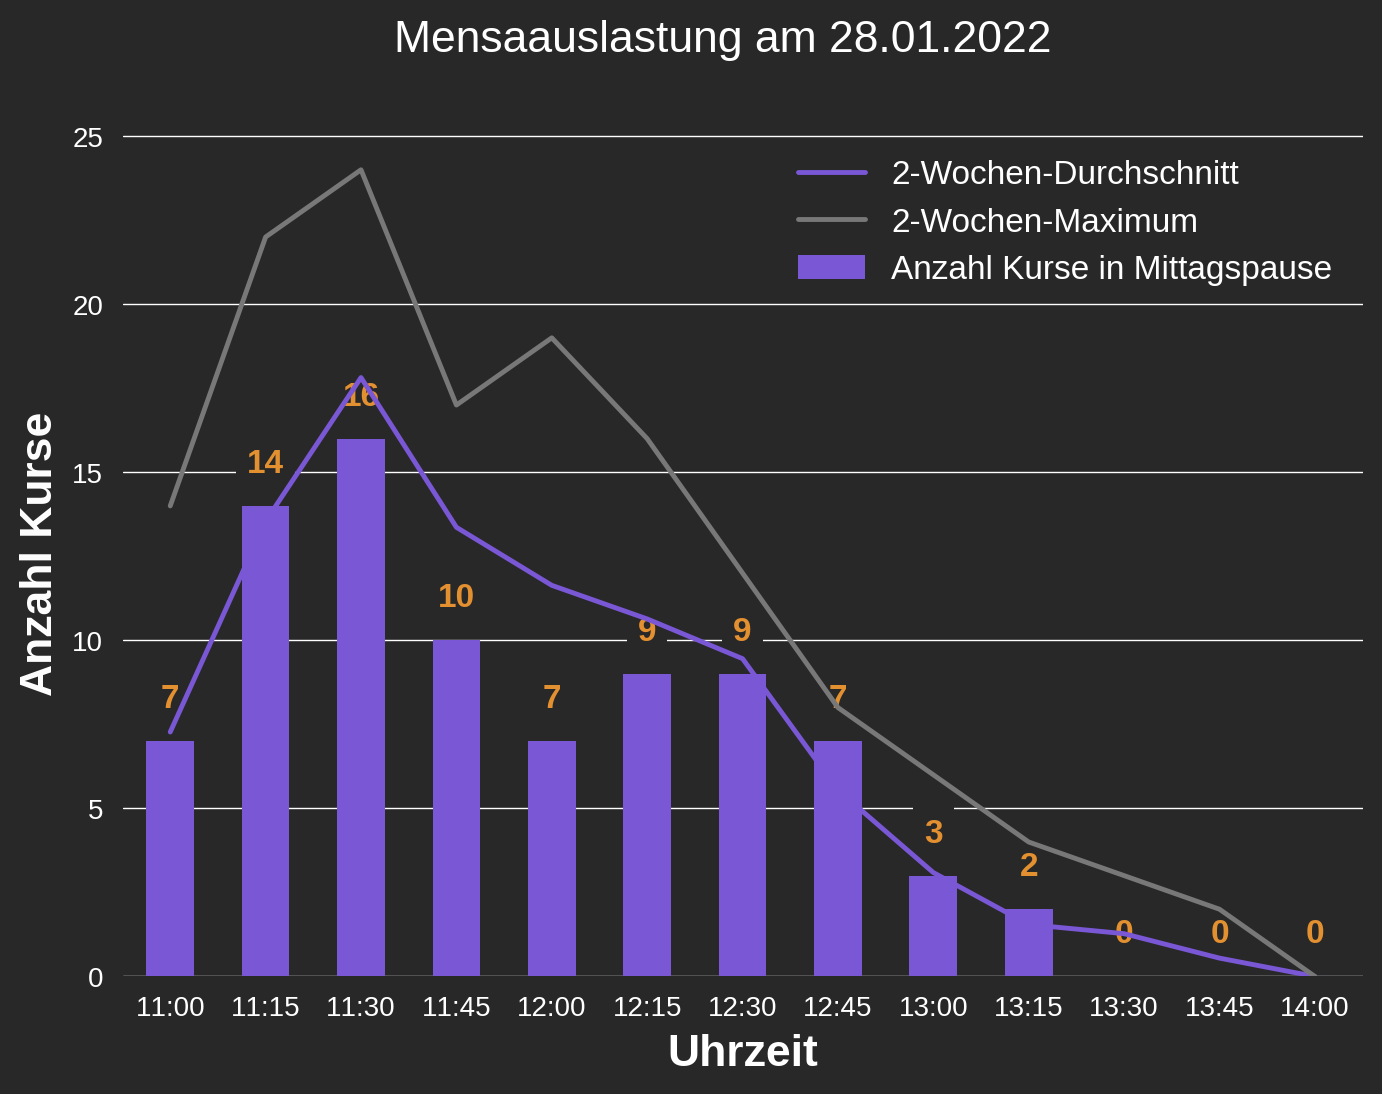 Mensaauslastung am 28.01.2022
25
20
15
10
5
0
Anzahl Kurse
2-Wochen-Durchschnitt
2-Wochen-Maximum
Anzahl Kurse in Mittagspause
7
14
16
10
7
9
9
7
3
2
0
0
0
11:00 11:15 11:30 11:45 12:00 12:15 12:30 12:45 13:00 13:15 13:30 13:45 14:00
Uhrzeit